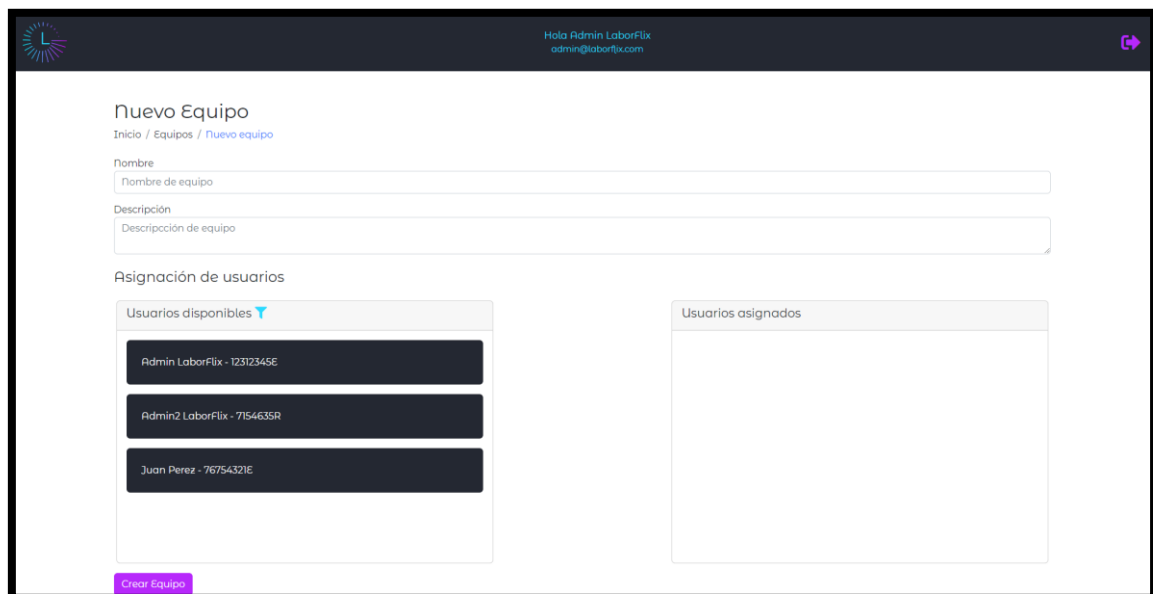 L
Hola Admin LaborFlix
admin@laborflix.com
Nuevo Equipo
Inicio / Equipos / Nuevo equipo
Nombre
Nombre de equipo
Descripción
Descripcción de equipo
Asignación de usuarios
Usuarios disponibles
Usuarios asignados
Admin LaborFlix - 12312345E
Admin2 LaborFlix - 7154635R
Juan Perez - 76754321E
Crear Equipo